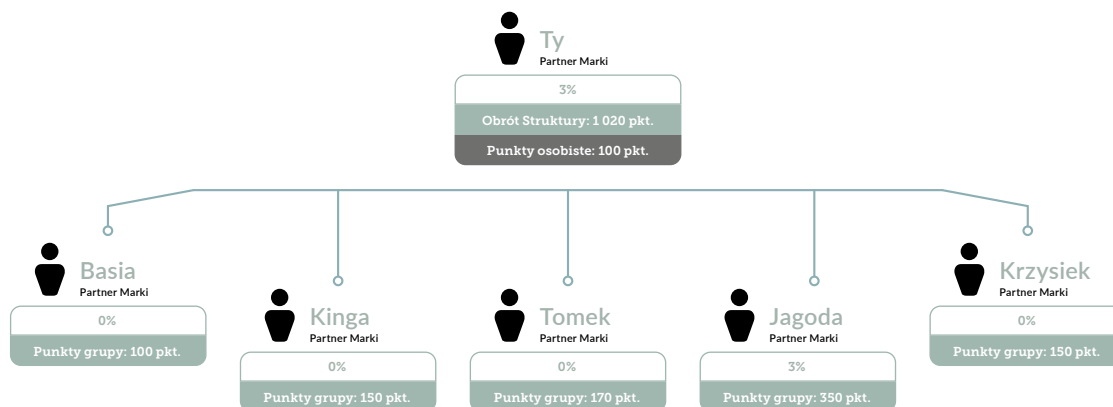 Ty
Partner Marki
3%
Obrót Struktury: 1 020 pkt.
Punkty osobiste: 100 pkt.
Basia
Partner Marki
0%
Punkty grupy: 100 pkt.
Kinga
Partner Marki
0%
Punkty grupy: 150 pkt.
Tomek
Partner Marki
0%
Punkty grupy: 170 pkt.
Jagoda
Partner Marki
3%
Punkty grupy: 350 pkt.
Krzysiek
Partner Marki
0%
Punkty grupy: 150 pkt.